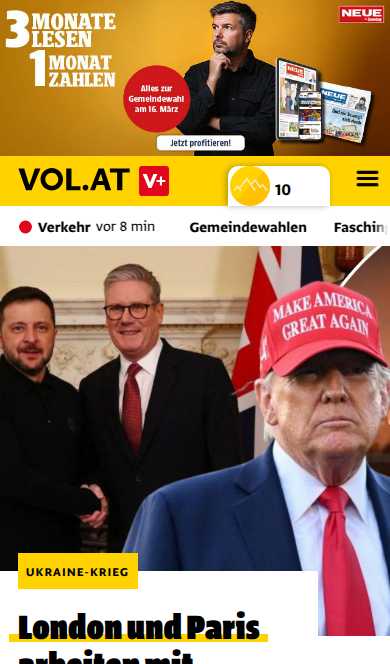 3 MONATE
LESEN
1 MONAT
ZAHLEN
Alles zur
Gemeindewahl
am 16. März
Jetzt profitieren!
NEUE
VOL.AT V+
10
Verkehr vor 8 min Gemeindewahlen Fasching
MAKE AMERICA
GREAT AGAIN
UKRAINE-KRIEG
London und Paris
arbeiten mit